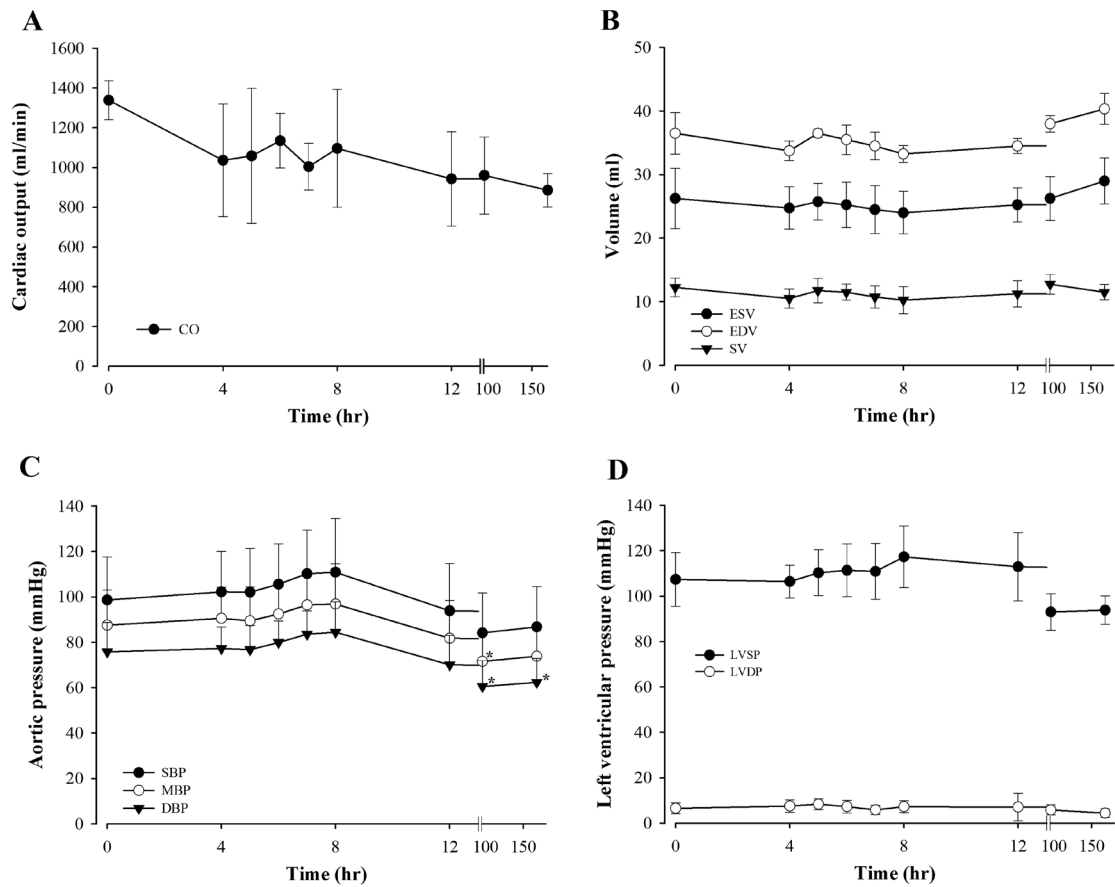 A
Cardiac output (ml/min)
1600
1400
1200
1000
800
600
400
200
0
CO
0 4 8 12 100 150
Time (hr)
B
Volume (ml)
50
40
30
20
10
0
ESV
EDV
SV
0 4 8 12 100 150
Time (hr)
C
Aortic pressure (mmHg)
140
120
100
80
60
40
20
0
*
* *
SBP
MBP
DBP
0 4 8 12 100 150
Time (hr)
D
Left ventricular pressure (mmHg)
140
120
100
80
60
40
20
0
LVSP
LVDP
0 4 8 12 100 150
Time (hr)